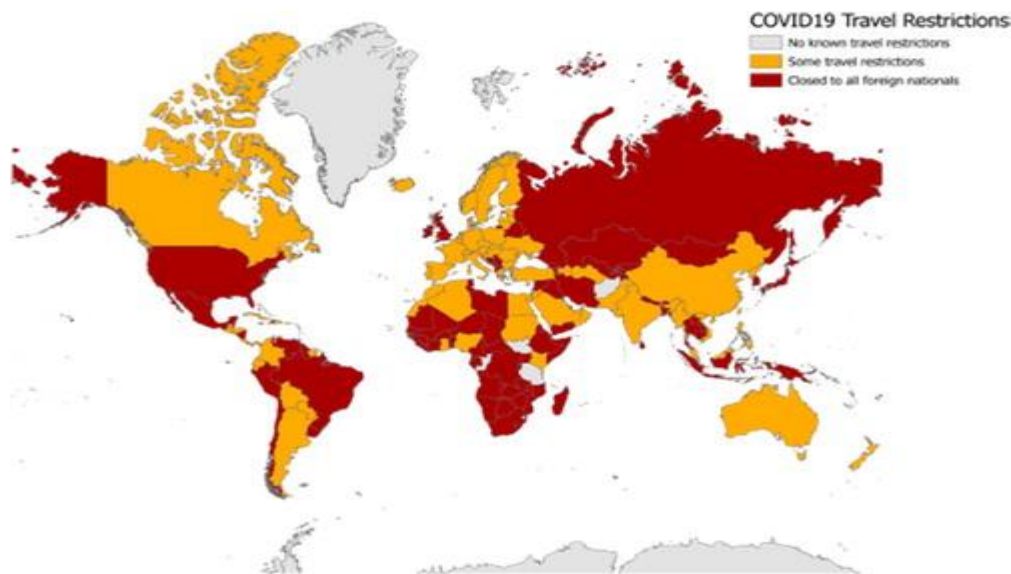 COVID19 Travel Restrictions
No known travel restrictions
Some travel restrictions
Closed to all foreign nationals